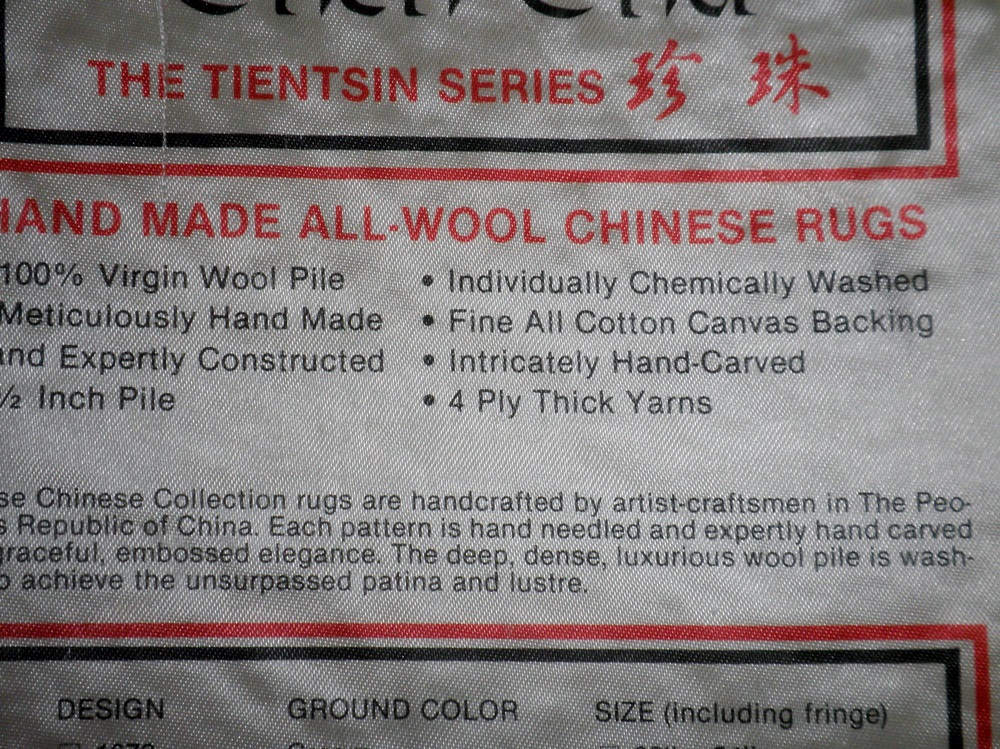 THE TIENTSIN SERIES 珍珠
HAND MADE ALL-WOOL CHINESE RUGS
100% Virgin Wool Pile
Meticulously Hand Made
and Expertly Constructed
½ Inch Pile
• Individually Chemically Washed
• Fine All Cotton Canvas Backing
• Intricately Hand-Carved
• 4 Ply Thick Yarns
se Chinese Collection rugs are handcrafted by artist-craftsmen in The Peo-
s Republic of China. Each pattern is hand needled and expertly hand carved
graceful, embossed elegance. The deep, dense, luxurious wool pile is wash-
o achieve the unsurpassed patina and lustre.
DESIGN GROUND COLOR SIZE (including fringe)